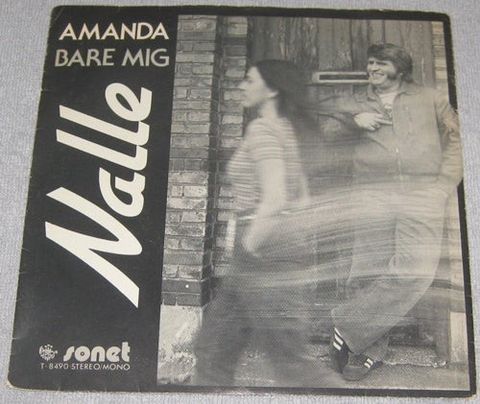 AMANDA
BARE MIG
Nalle
sonet
T-8490-STEREO/MONO